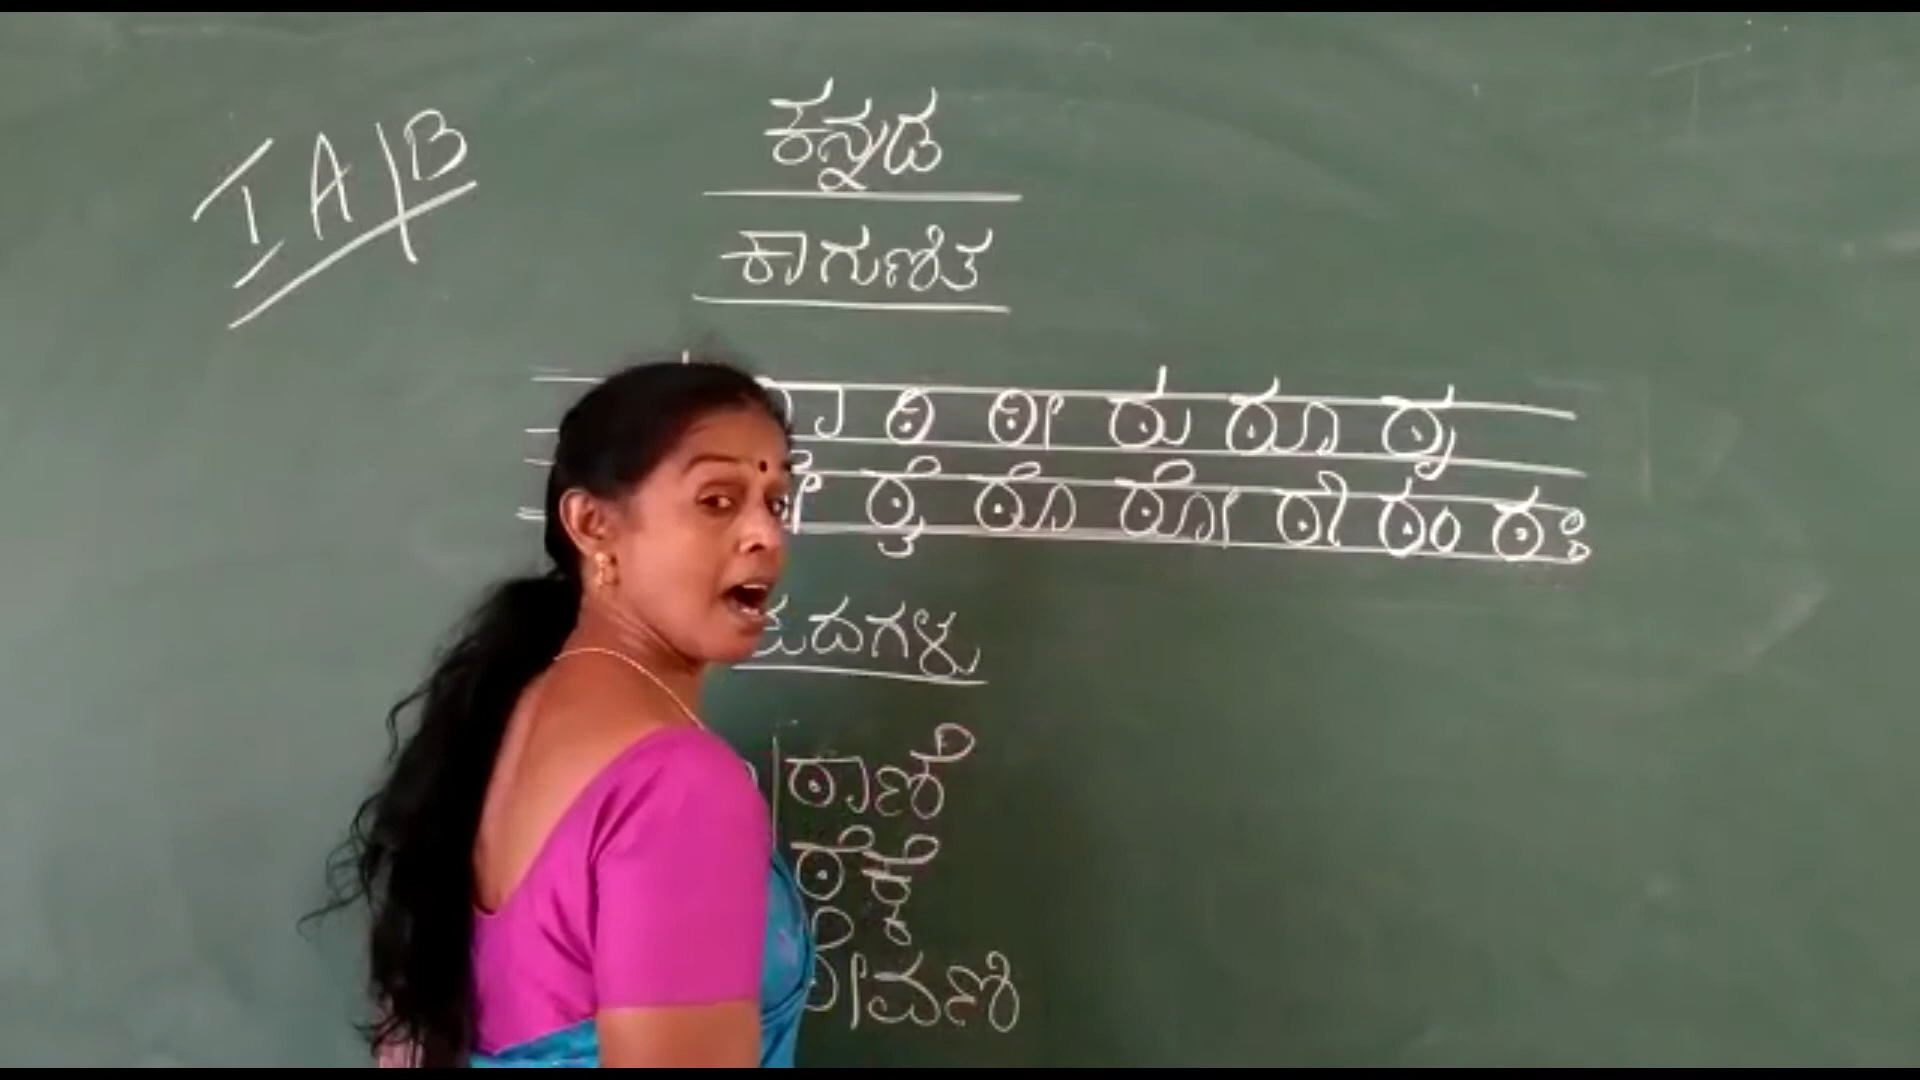 I A/B
ಕನ್ನಡ
ಕಾಗುಣಿತ
ಠಿ ಠೀ ಠು ಠೂ ಠೃ
ಠೈ ಠೊ ಠೋ ಠೌ ಠಂ ಠಃ
ಠಾಣೆ
ಠೆಕ್ಕೆ